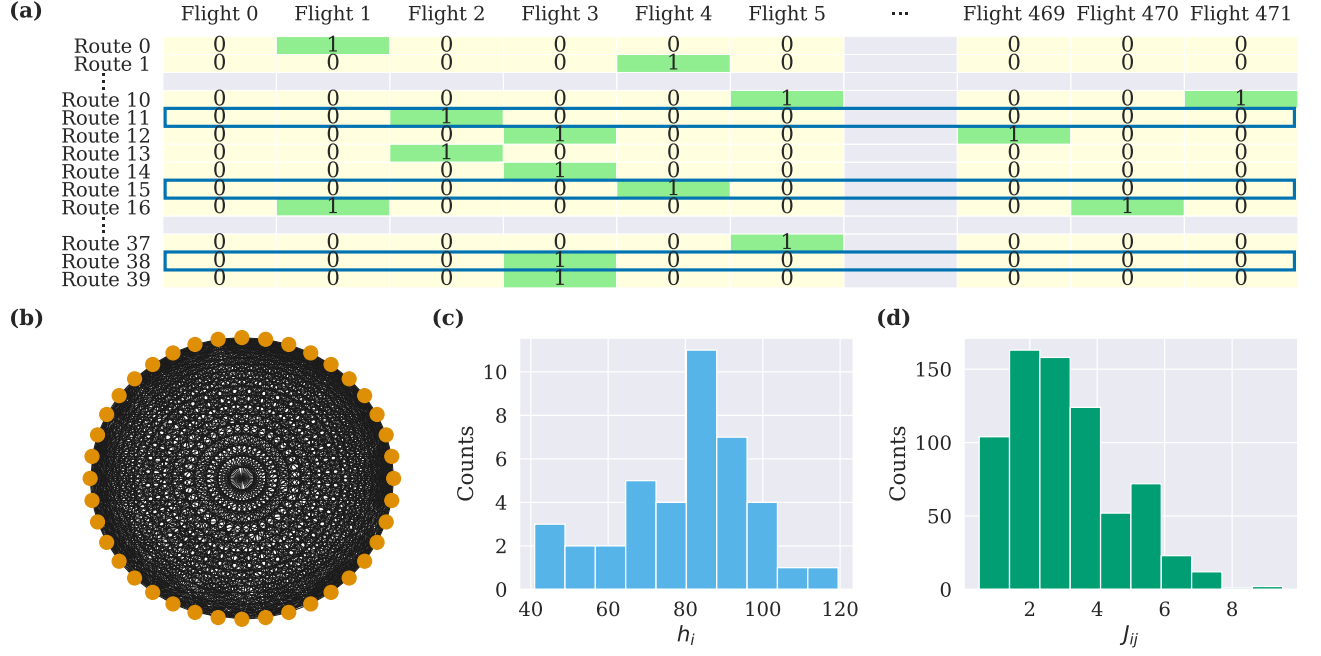 (a)
Flight 0 Flight 1 Flight 2 Flight 3 Flight 4 Flight 5 ... Flight 469 Flight 470 Flight 471
Route 0 0 1 0 0 0 0 0 0 0
Route 1 0 0 0 0 1 0 0 0 0
⋮
Route 10 0 0 0 0 0 1 0 0 1
Route 11 0 0 1 0 0 0 0 0 0
Route 12 0 0 0 1 0 0 1 0 0
Route 13 0 0 1 0 0 0 0 0 0
Route 14 0 0 0 1 0 0 0 0 0
Route 15 0 0 0 0 1 0 0 0 0
Route 16 0 1 0 0 0 0 0 1 0
⋮
Route 37 0 0 0 0 0 1 0 0 0
Route 38 0 0 0 1 0 0 0 0 0
Route 39 0 0 0 1 0 0 0 0 0
(b)
(c)
10
8
6
4
2
0
Counts
40 60 80 100 120
h_i
(d)
150
100
50
0
Counts
2 4 6 8
J_ij